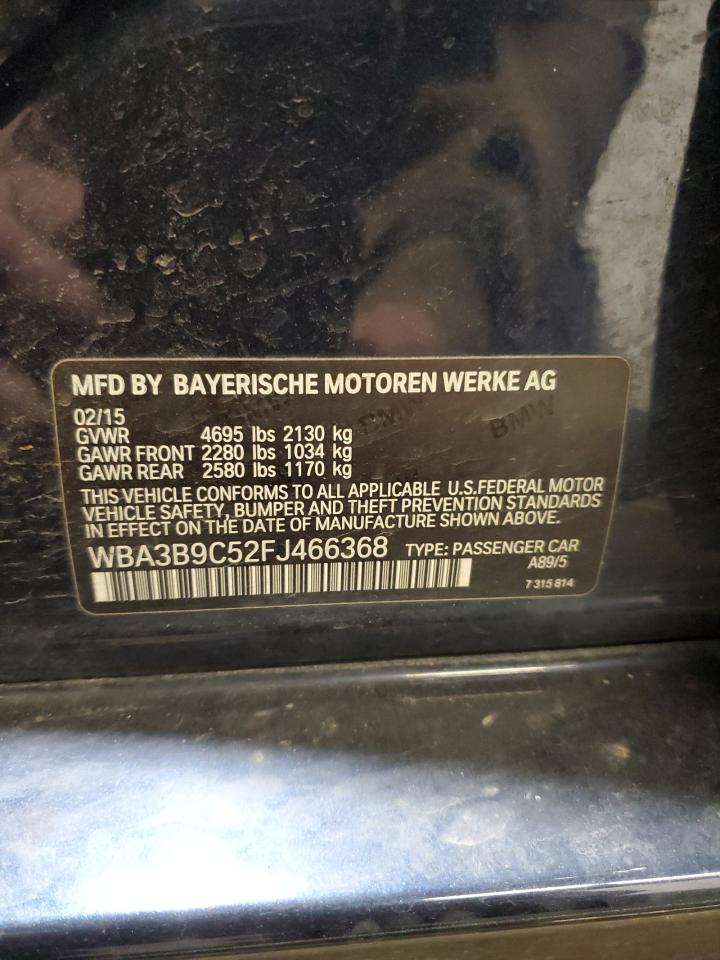 MFD BY BAYERISCHE MOTOREN WERKE AG
02/15
GVWR 4695 lbs 2130 kg
GAWR FRONT 2280 lbs 1034 kg
GAWR REAR 2580 lbs 1170 kg
THIS VEHICLE CONFORMS TO ALL APPLICABLE U.S.FEDERAL MOTOR
VEHICLE SAFETY, BUMPER AND THEFT PREVENTION STANDARDS
IN EFFECT ON THE DATE OF MANUFACTURE SHOWN ABOVE.
WBA3B9C52FJ466368 TYPE: PASSENGER CAR
A89/5
7 315 814
BMW
BMW
BMW